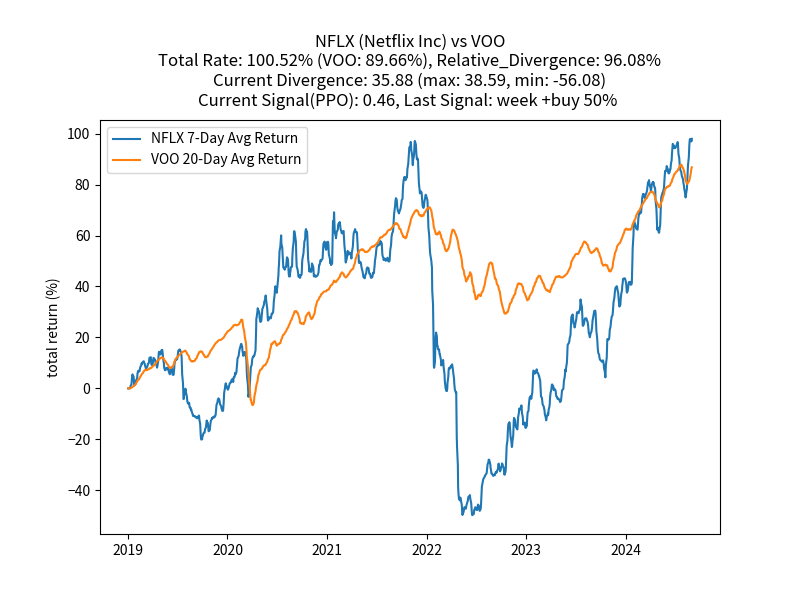 NFLX (Netflix Inc) vs VOO
Total Rate: 100.52% (VOO: 89.66%), Relative_Divergence: 96.08%
Current Divergence: 35.88 (max: 38.59, min: -56.08)
Current Signal(PPO): 0.46, Last Signal: week +buy 50%
NFLX 7-Day Avg Return
VOO 20-Day Avg Return
total return (%)
100
80
60
40
20
0
−20
−40
2019
2020
2021
2022
2023
2024